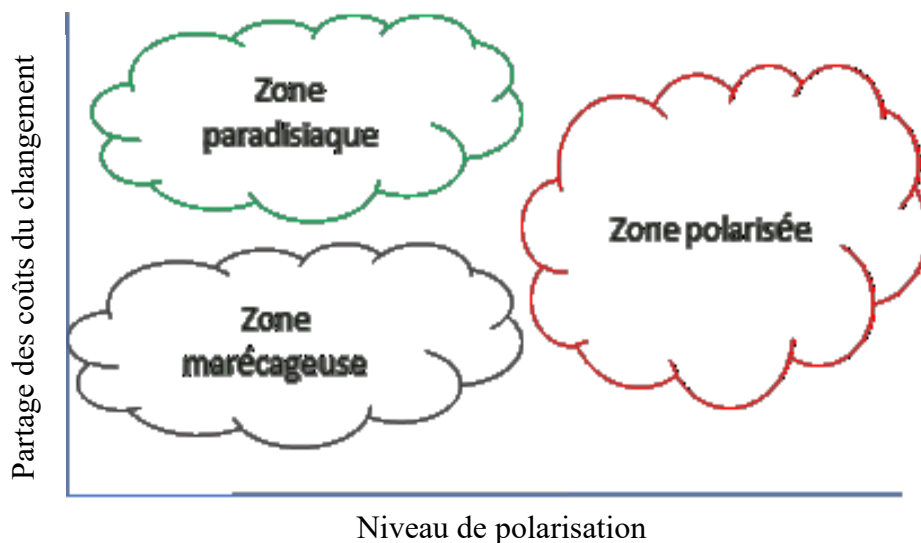 Partage des coûts du changement
Zone
paradisiaque
Zone polarisée
Zone
marécageuse
Niveau de polarisation